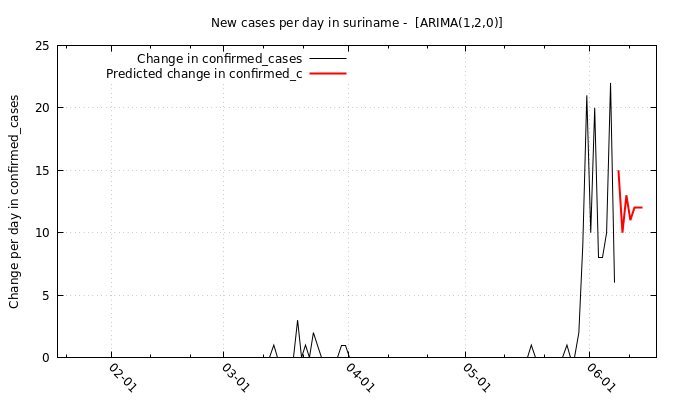 New cases per day in suriname -  [ARIMA(1,2,0)]
Change in confirmed_cases
Predicted change in confirmed_c
Change per day in confirmed_cases
25
20
15
10
5
0
02-01
03-01
04-01
05-01
06-01